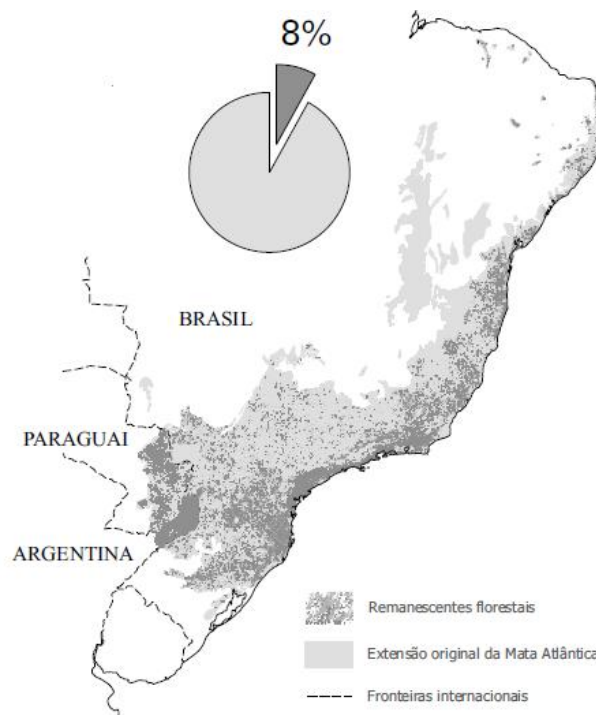 8%
BRASIL
PARAGUAI
ARGENTINA
Remanescentes florestais
Extensão original da Mata Atlântica
Fronteiras internacionais